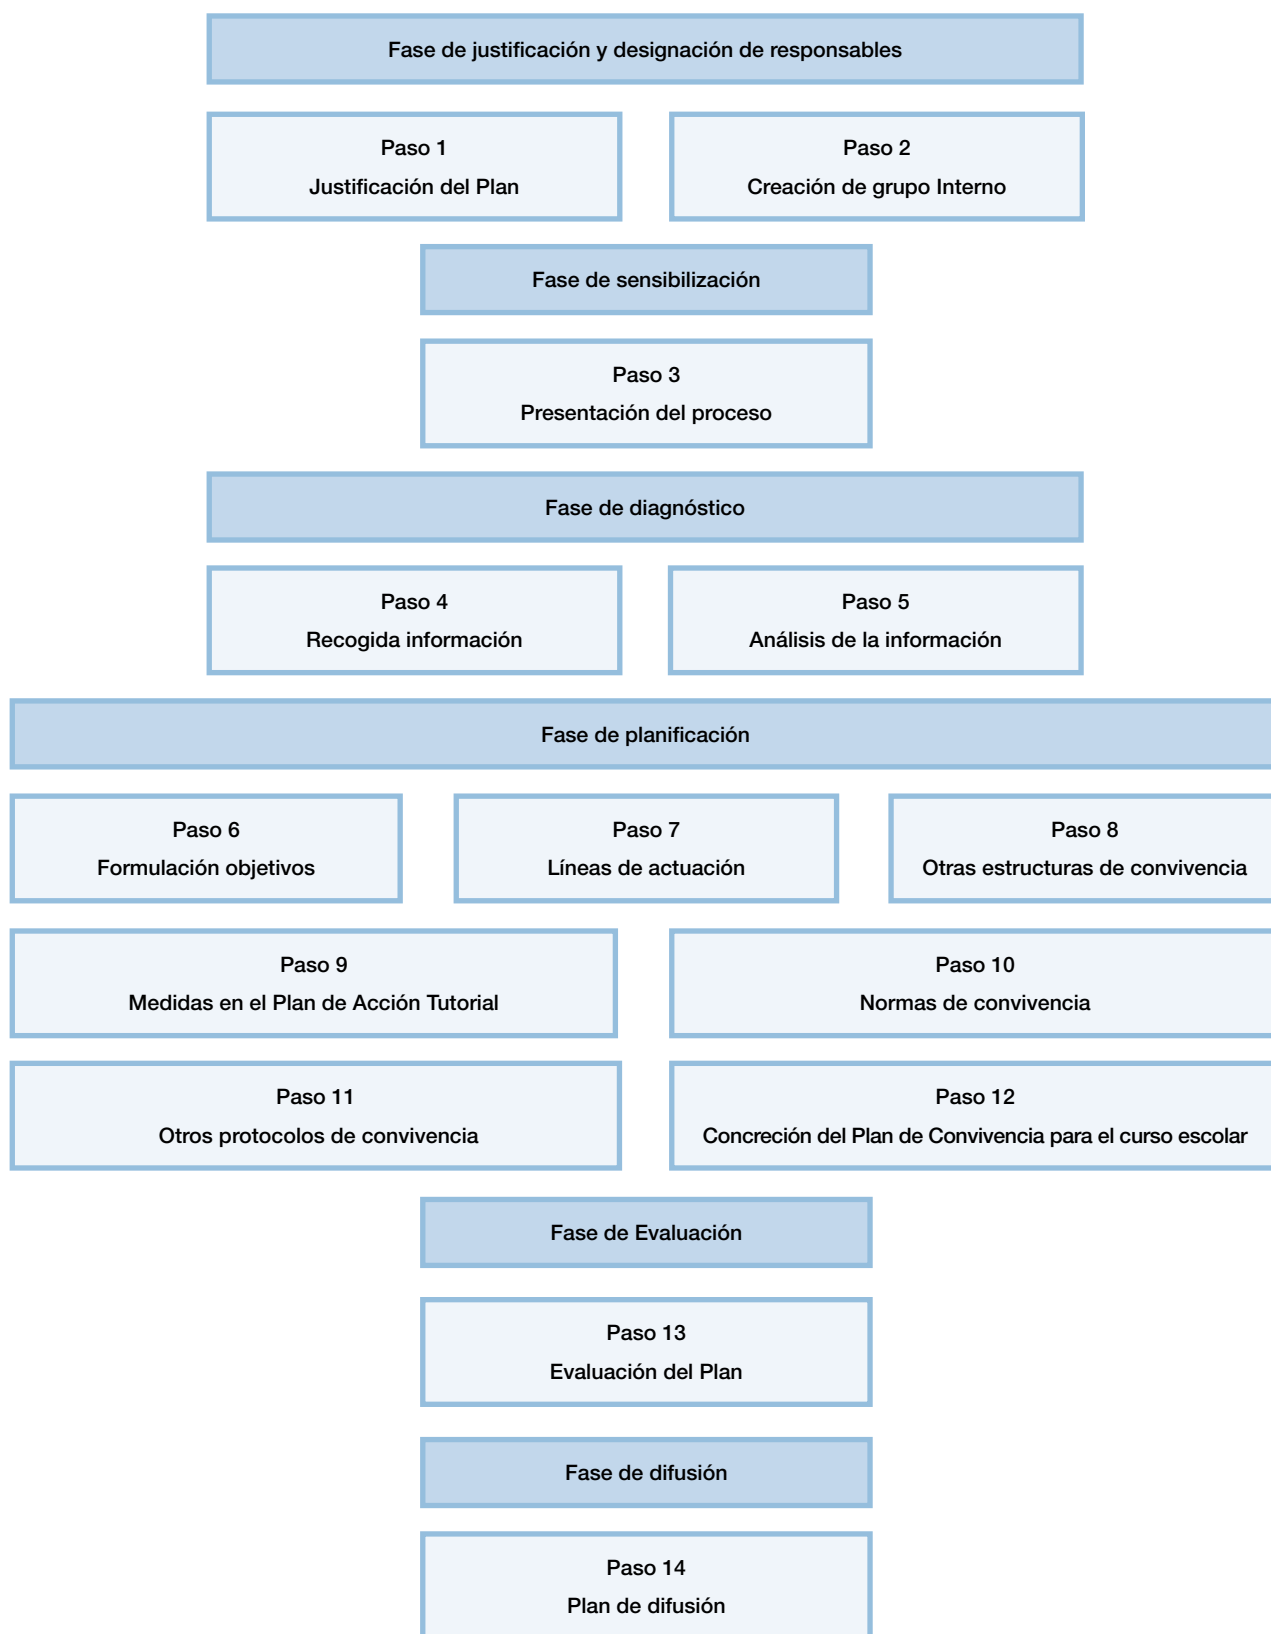 Fase de justificación y designación de responsables
Paso 1
Justificación del Plan
Paso 2
Creación de grupo Interno
Fase de sensibilización
Paso 3
Presentación del proceso
Fase de diagnóstico
Paso 4
Recogida información
Paso 5
Análisis de la información
Fase de planificación
Paso 6
Formulación objetivos
Paso 7
Líneas de actuación
Paso 8
Otras estructuras de convivencia
Paso 9
Medidas en el Plan de Acción Tutorial
Paso 10
Normas de convivencia
Paso 11
Otros protocolos de convivencia
Paso 12
Concreción del Plan de Convivencia para el curso escolar
Fase de Evaluación
Paso 13
Evaluación del Plan
Fase de difusión
Paso 14
Plan de difusión